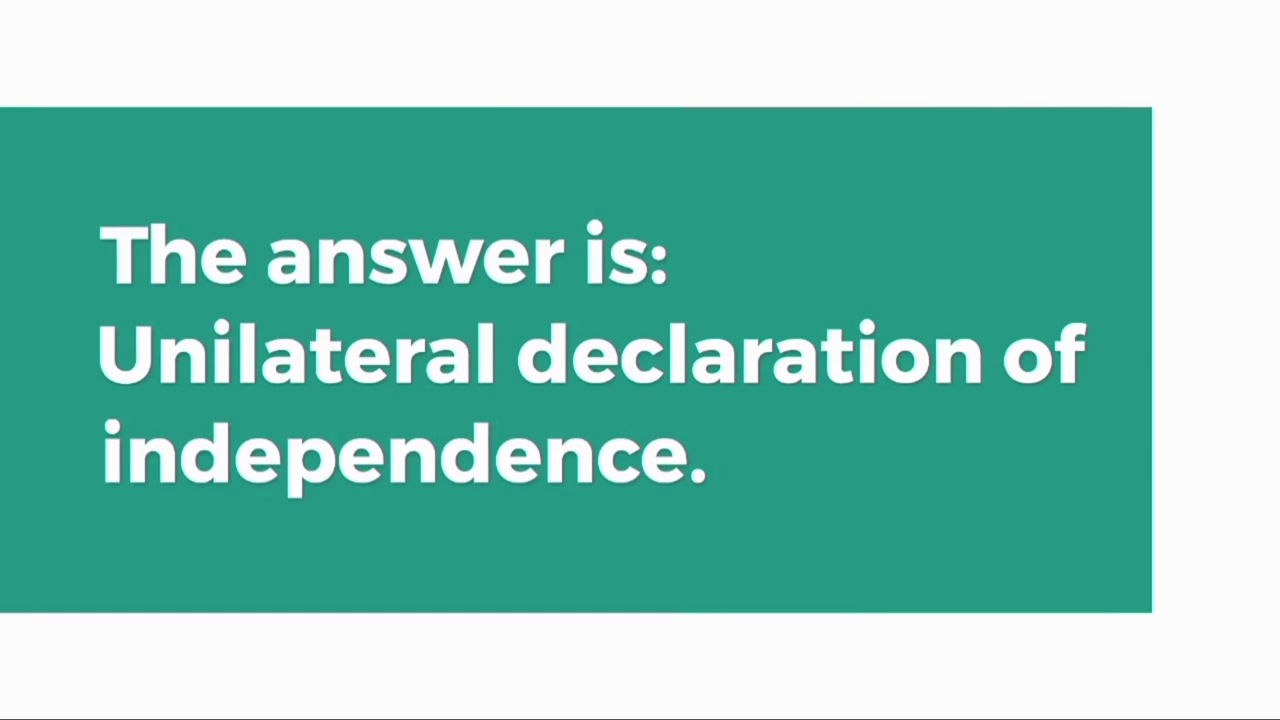 The answer is:
Unilateral declaration of
independence.